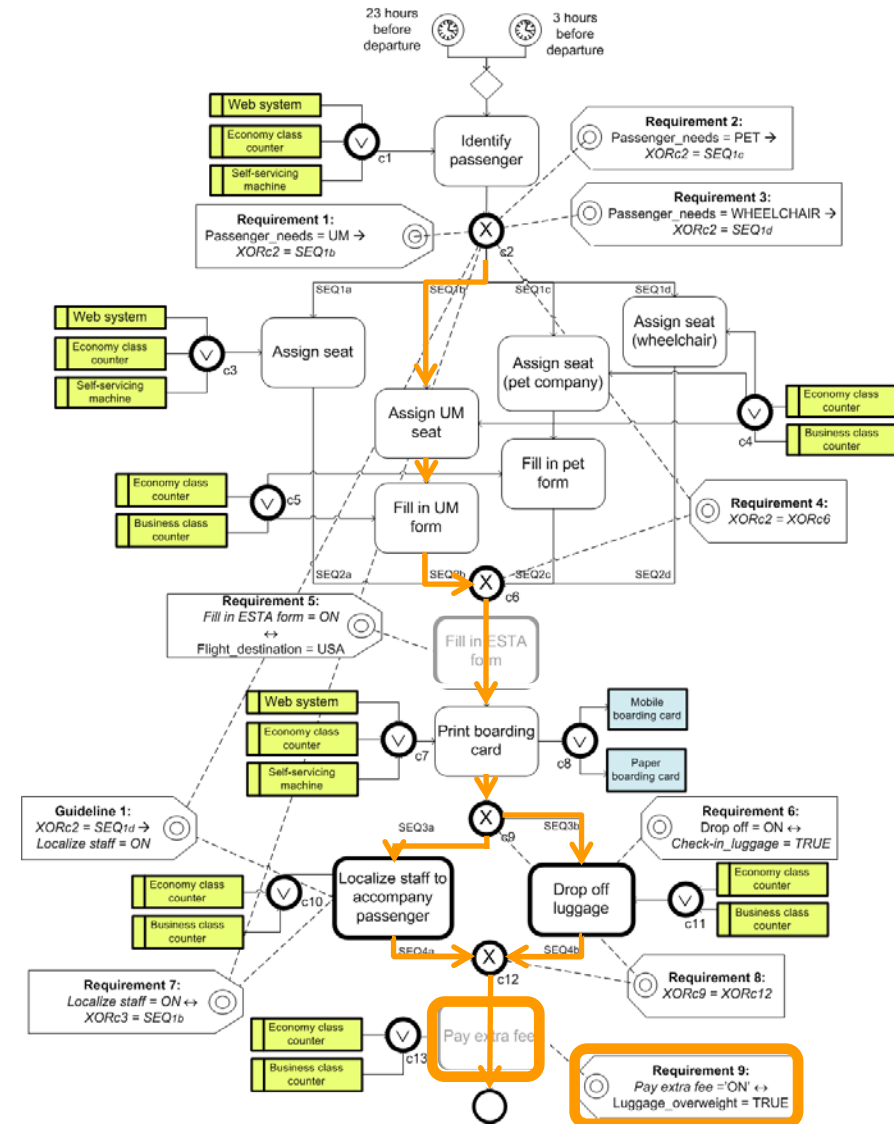 23 hours
before
departure
3 hours
before
departure
Web system
Economy class
counter
Self-servicing
machine
V
c1
Identify
passenger
Requirement 2:
Passenger_needs = PET →
XORc2 = SEQ1c
Requirement 3:
Passenger_needs = WHEELCHAIR →
XORc2 = SEQ1d
Requirement 1:
Passenger_needs = UM →
XORc2 = SEQ1b
X
c2
SEQ1a
SEQ1b
SEQ1c
SEQ1d
Web system
Economy class
counter
Self-servicing
machine
V
c3
Assign seat
Assign seat
(pet company)
Assign seat
(wheelchair)
Assign UM
seat
V
c4
Economy class
counter
Business class
counter
Economy class
counter
Business class
counter
V
c5
Fill in UM
form
Fill in pet
form
Requirement 4:
XORc2 = XORc6
SEQ2a
SEQ2b
SEQ2c
SEQ2d
X
c6
Requirement 5:
Fill in ESTA form = ON
↔
Flight_destination = USA
Fill in ESTA
form
Web system
Economy class
counter
Self-servicing
machine
V
c7
Print boarding
card
V
c8
Mobile
boarding card
Paper
boarding card
Guideline 1:
XORc2 = SEQ1d →
Localize staff = ON
X
c9
SEQ3a
SEQ3b
Requirement 6:
Drop off = ON ↔
Check-in_luggage = TRUE
Economy class
counter
Business class
counter
V
c10
Localize staff to
accompany
passenger
Drop off
luggage
V
c11
Economy class
counter
Business class
counter
SEQ4a
SEQ4b
X
c12
Requirement 7:
Localize staff = ON ↔
XORc3 = SEQ1b
Requirement 8:
XORc9 = XORc12
Economy class
counter
Business class
counter
V
c13
Pay extra fee
Requirement 9:
Pay extra fee ='ON' ↔
Luggage_overweight = TRUE